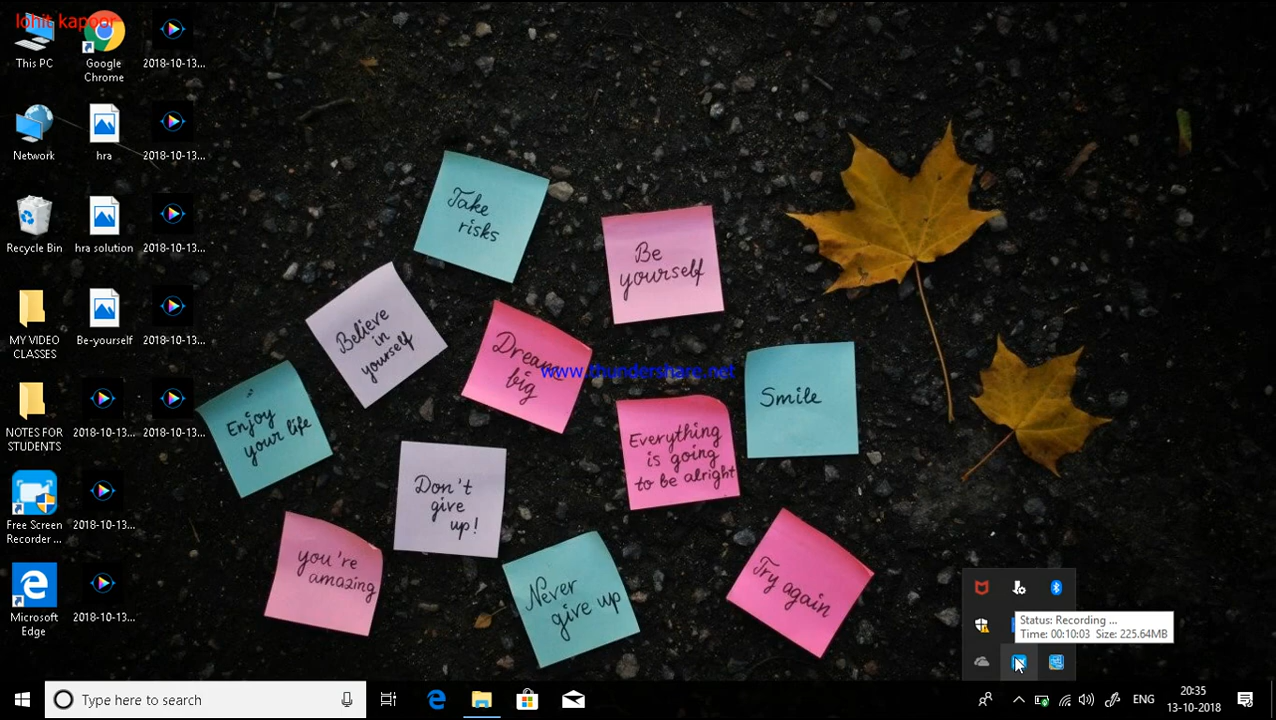 lohit kapoor
This PC
Google
Chrome
2018-10-13...
Network
hra
2018-10-13...
Recycle Bin
hra solution
2018-10-13...
MY VIDEO
CLASSES
Be-yourself
2018-10-13...
NOTES FOR
STUDENTS
2018-10-13...
2018-10-13...
Free Screen
Recorder ...
2018-10-13...
Microsoft
Edge
2018-10-13...
Take
risks
Be
yourself
Believe
in
yourself
Dream
big
www.thundershare.net
Smile
Enjoy
your life
Everything
is going
to be alright
Don't
give
up!
you're
amazing
Never
give up
Try again
Status: Recording ...
Time: 00:10:03 Size: 225.64MB
Type here to search
ENG
20:35
13-10-2018